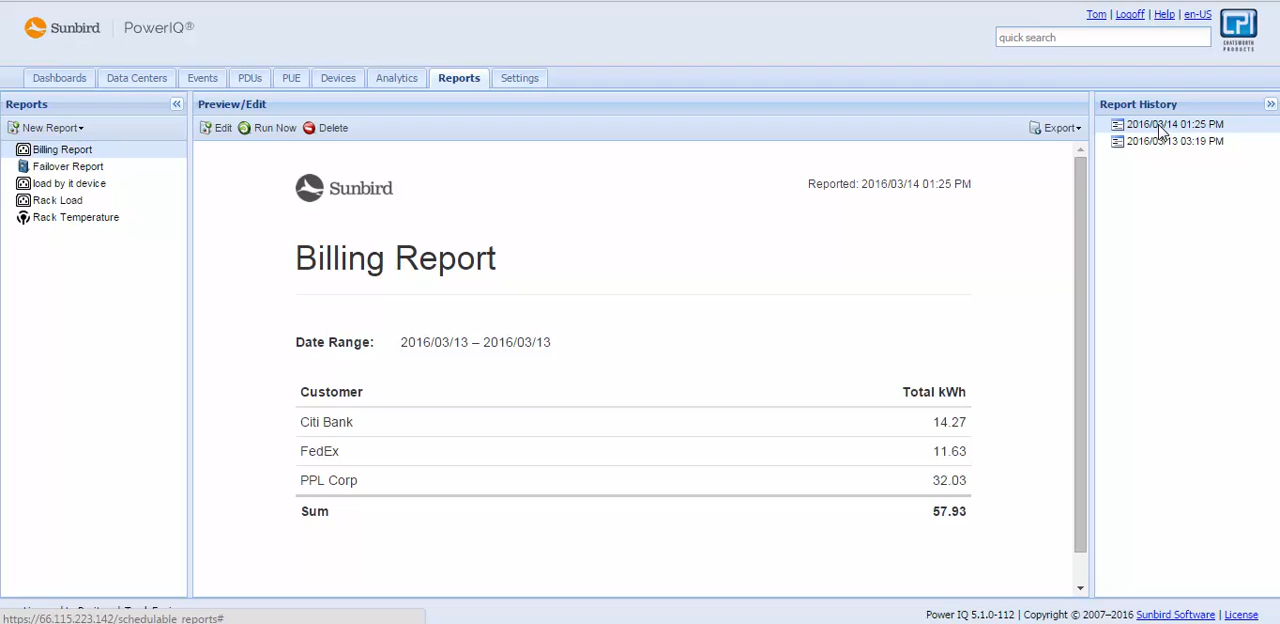 Sunbird PowerIQ®
Tom | Logoff | Help | en-US
quick search
CPI
CHATSWORTH
PRODUCTS
Dashboards Data Centers Events PDUs PUE Devices Analytics Reports Settings
Reports
New Report
Billing Report
Failover Report
load by it device
Rack Load
Rack Temperature
Preview/Edit
Edit Run Now Delete Export
Sunbird
Reported: 2016/03/14 01:25 PM
Billing Report
Date Range: 2016/03/13 – 2016/03/13
Customer Total kWh
Citi Bank 14.27
FedEx 11.63
PPL Corp 32.03
Sum 57.93
Report History
2016/03/14 01:25 PM
2016/03/13 03:19 PM
https://66.115.223.142/schedulable_reports#
Power IQ 5.1.0-112 | Copyright © 2007–2016 Sunbird Software | License